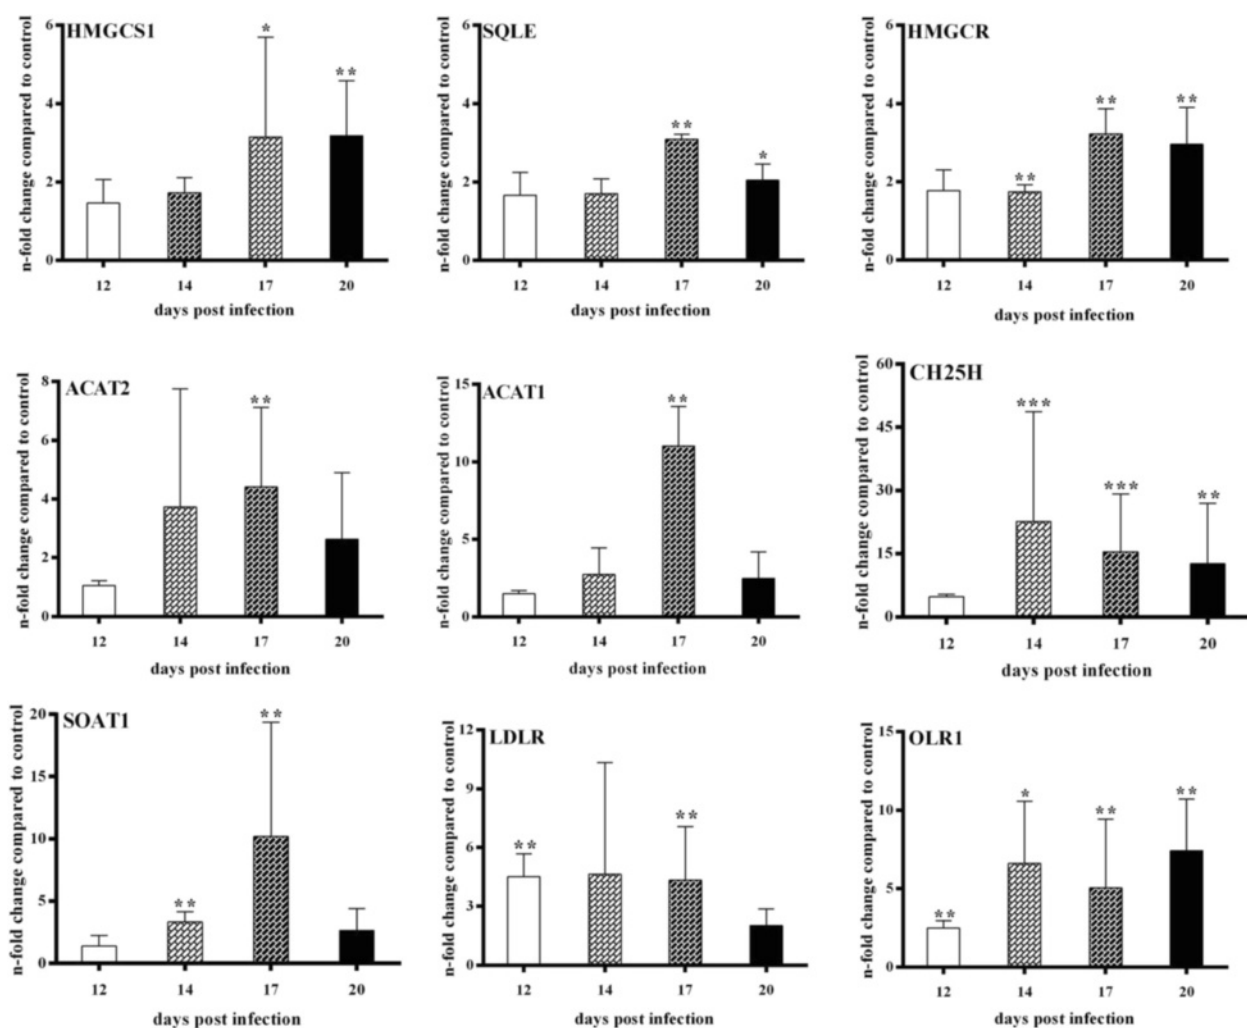 HMGCS1
n-fold change compared to control
6
4
2
0
*
**
12 14 17 20
days post infection
SQLE
n-fold change compared to control
6
4
2
0
**
*
12 14 17 20
days post infection
HMGCR
n-fold change compared to control
6
4
2
0
**
**
**
12 14 17 20
days post infection
ACAT2
n-fold change compared to control
8
6
4
2
0
**
12 14 17 20
days post infection
ACAT1
n-fold change compared to control
15
10
5
0
**
12 14 17 20
days post infection
CH25H
n-fold change compared to control
60
45
30
15
0
***
***
**
12 14 17 20
days post infection
SOAT1
n-fold change compared to control
20
15
10
5
0
**
**
12 14 17 20
days post infection
LDLR
n-fold change compared to control
12
9
6
3
0
**
**
12 14 17 20
days post infection
OLR1
n-fold change compared to control
15
10
5
0
**
*
**
**
12 14 17 20
days post infection